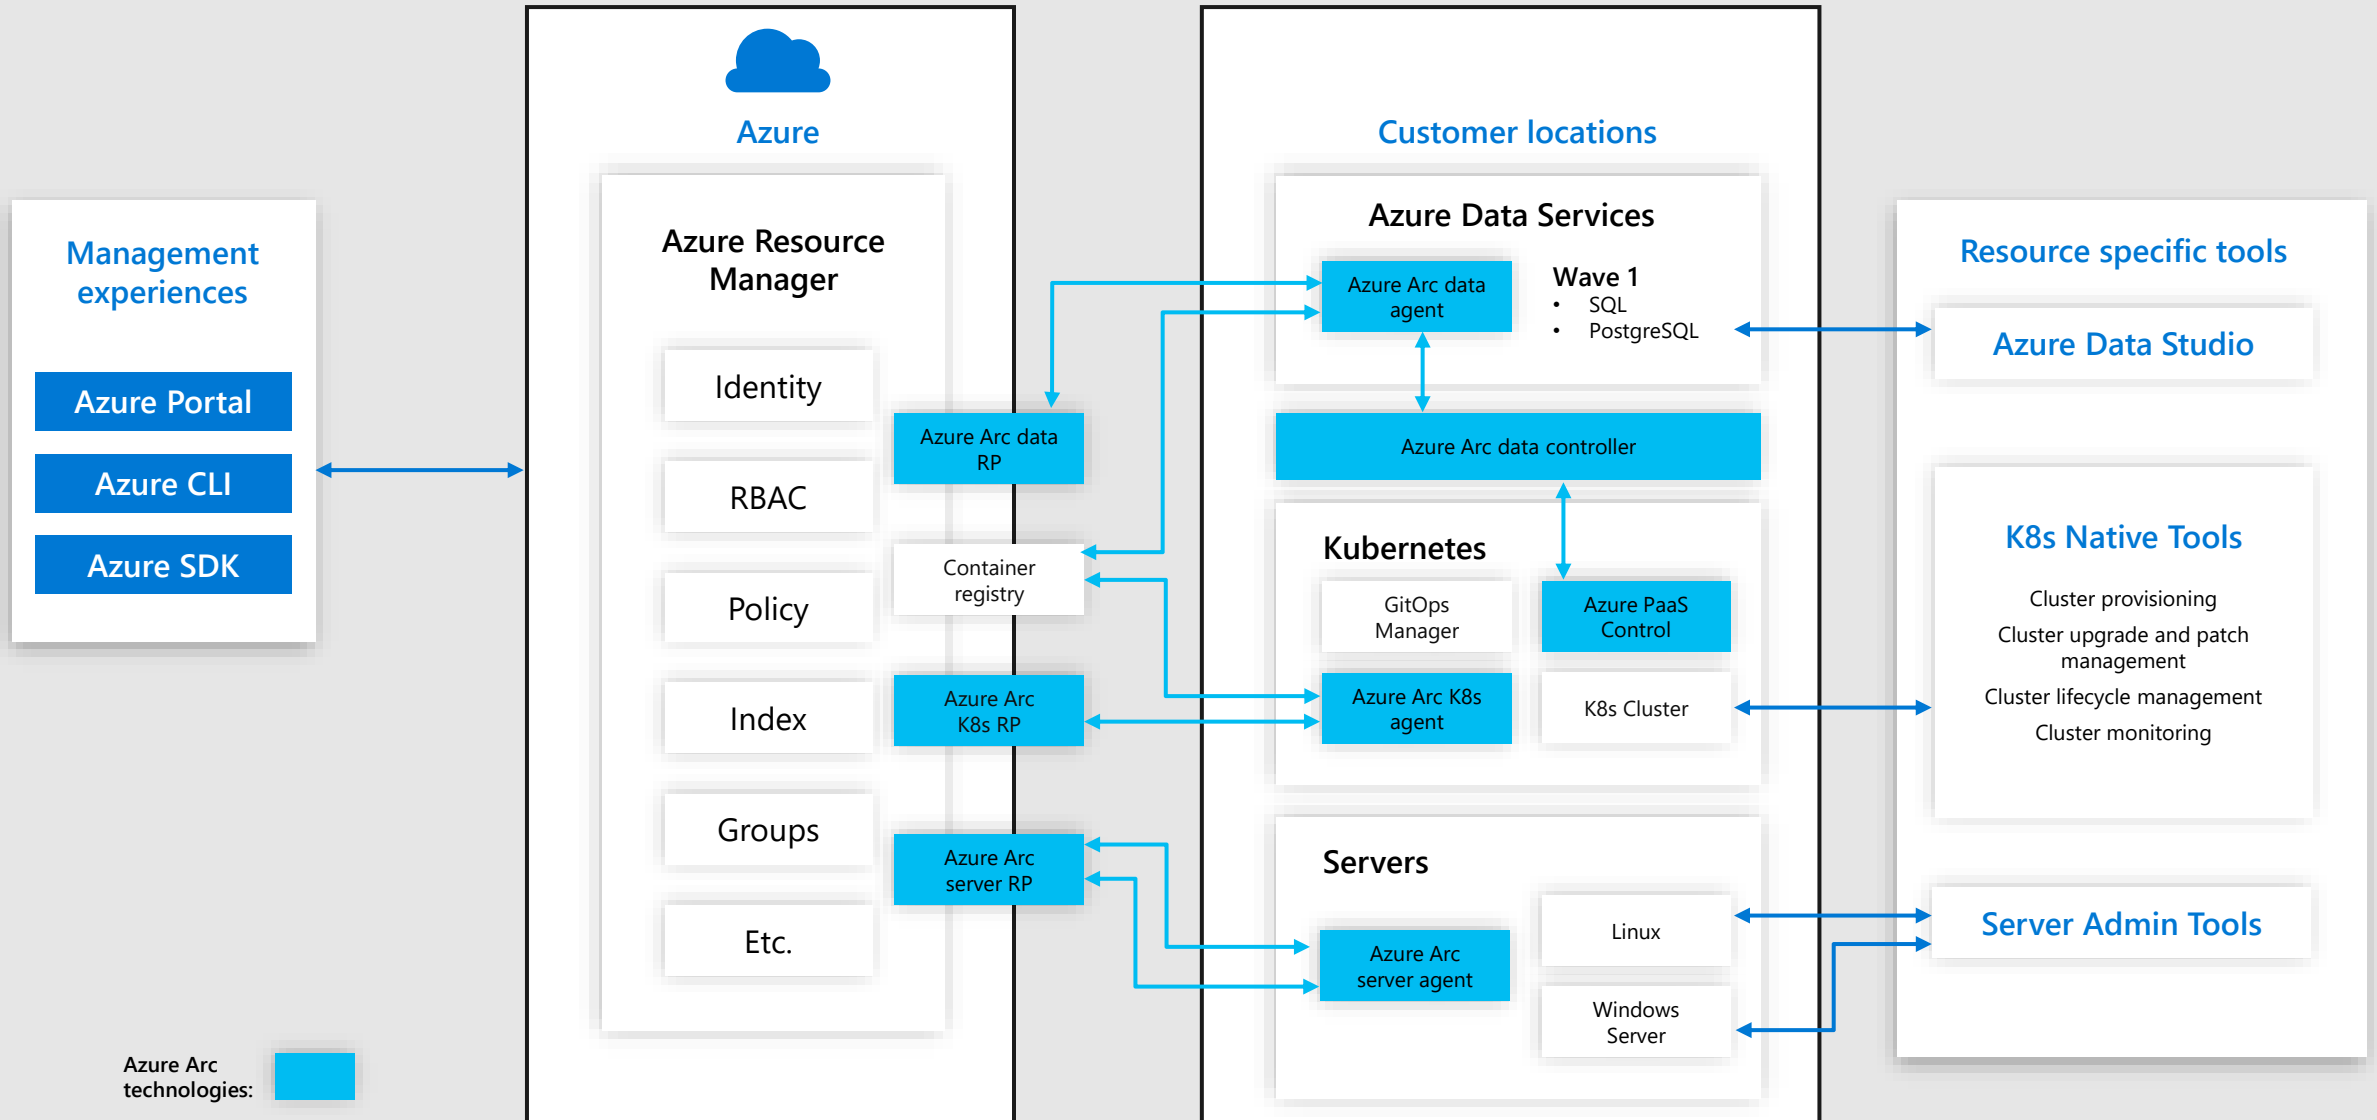 Management
experiences
Azure Portal
Azure CLI
Azure SDK
Azure Arc
technologies:
Azure
Azure Resource
Manager
Identity
RBAC
Policy
Index
Groups
Etc.
Azure Arc data
RP
Container
registry
Azure Arc
K8s RP
Azure Arc
server RP
Customer locations
Azure Data Services
Azure Arc data
agent
Wave 1
• SQL
• PostgreSQL
Azure Arc data controller
Kubernetes
GitOps
Manager
Azure PaaS
Control
Azure Arc K8s
agent
K8s Cluster
Servers
Azure Arc
server agent
Linux
Windows
Server
Resource specific tools
Azure Data Studio
K8s Native Tools
Cluster provisioning
Cluster upgrade and patch
management
Cluster lifecycle management
Cluster monitoring
Server Admin Tools